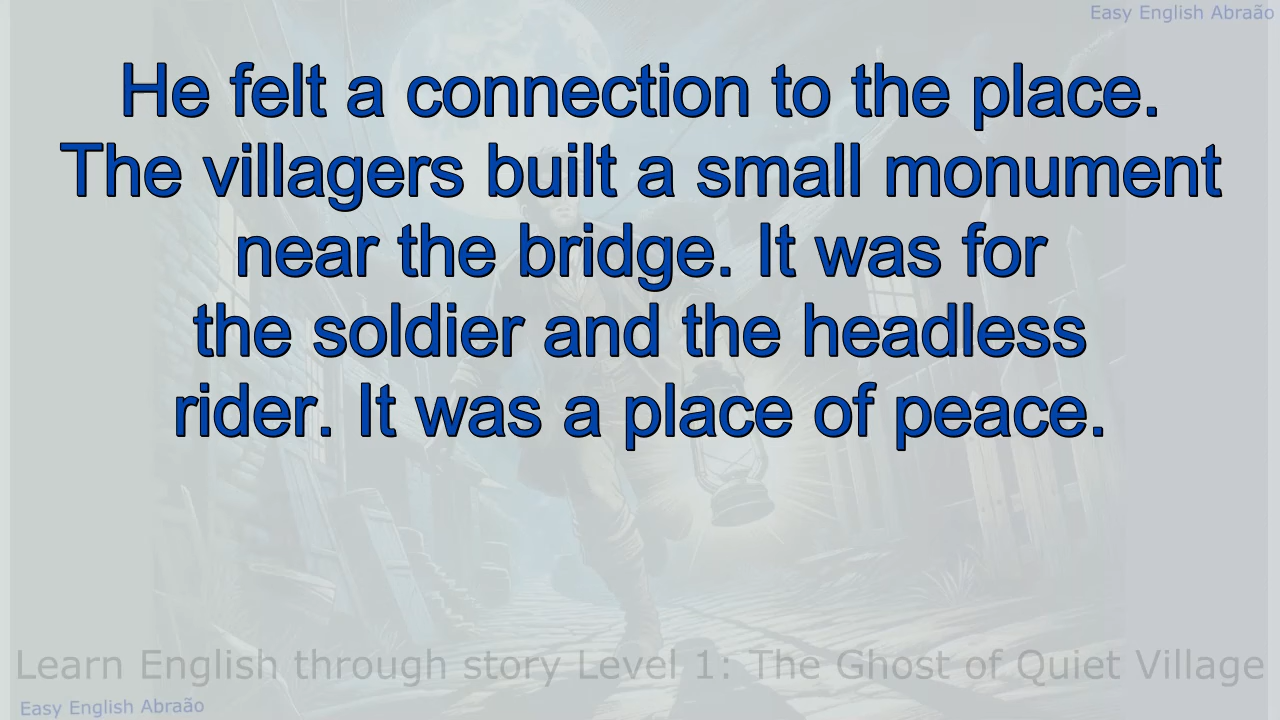 Easy English Abraão
He felt a connection to the place.
The villagers built a small monument
near the bridge. It was for
the soldier and the headless
rider. It was a place of peace.
Learn English through story Level 1: The Ghost of Quiet Village
Easy English Abraão